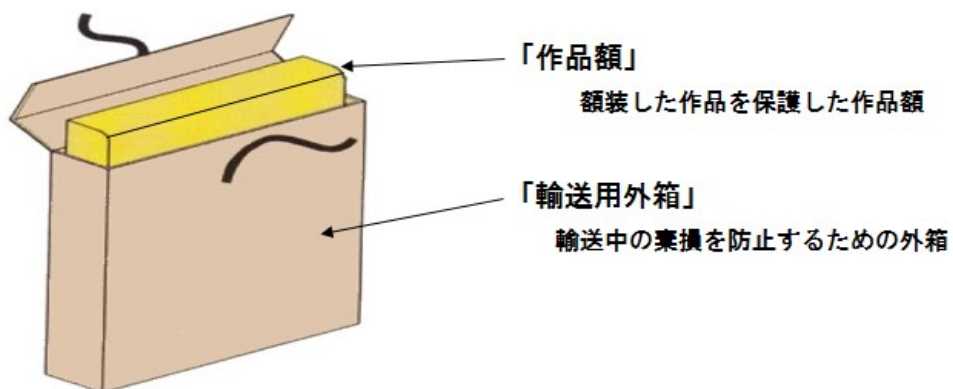 「作品額」
額装した作品を保護した作品額
「輸送用外箱」
輸送中の棄損を防止するための外箱